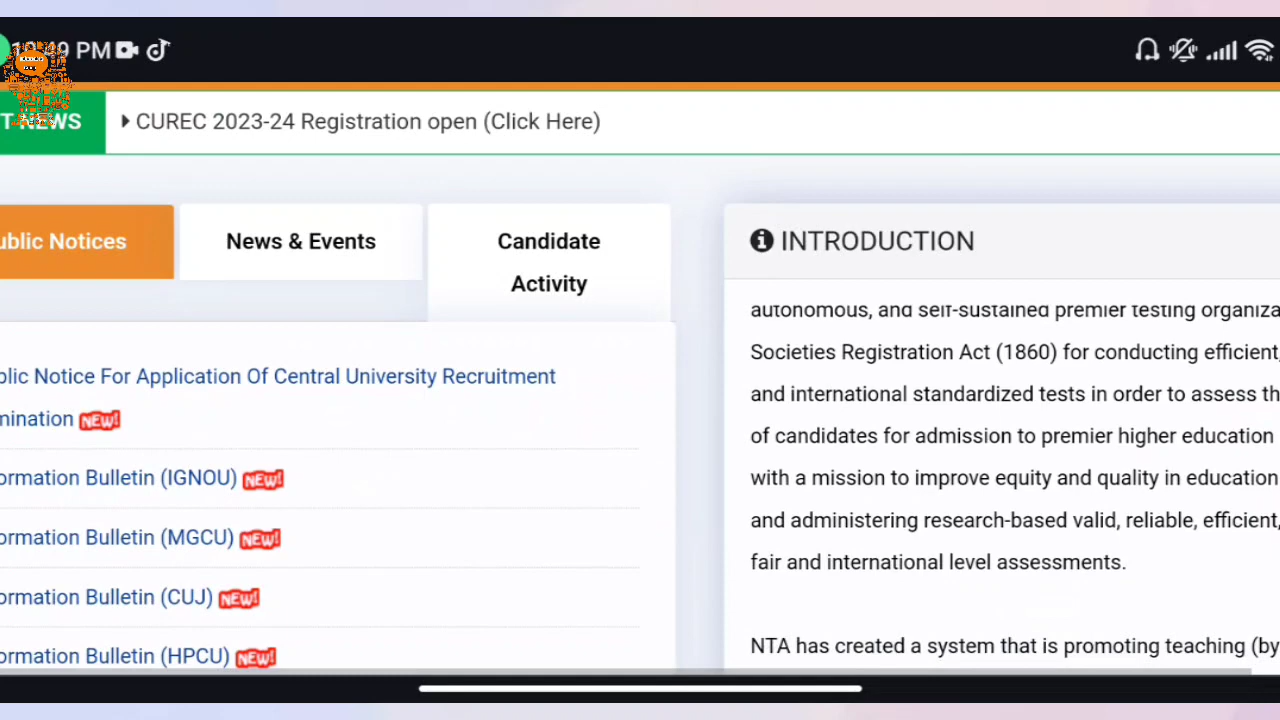 PM
T NEWS
CUREC 2023-24 Registration open (Click Here)
ublic Notices
News & Events
Candidate
Activity
INTRODUCTION
blic Notice For Application Of Central University Recruitment
mination NEW!
ormation Bulletin (IGNOU) NEW!
ormation Bulletin (MGCU) NEW!
ormation Bulletin (CUJ) NEW!
ormation Bulletin (HPCU) NEW!
autonomous, and self-sustained premier testing organiza
Societies Registration Act (1860) for conducting efficient,
and international standardized tests in order to assess th
of candidates for admission to premier higher education
with a mission to improve equity and quality in education
and administering research-based valid, reliable, efficient,
fair and international level assessments.
NTA has created a system that is promoting teaching (by